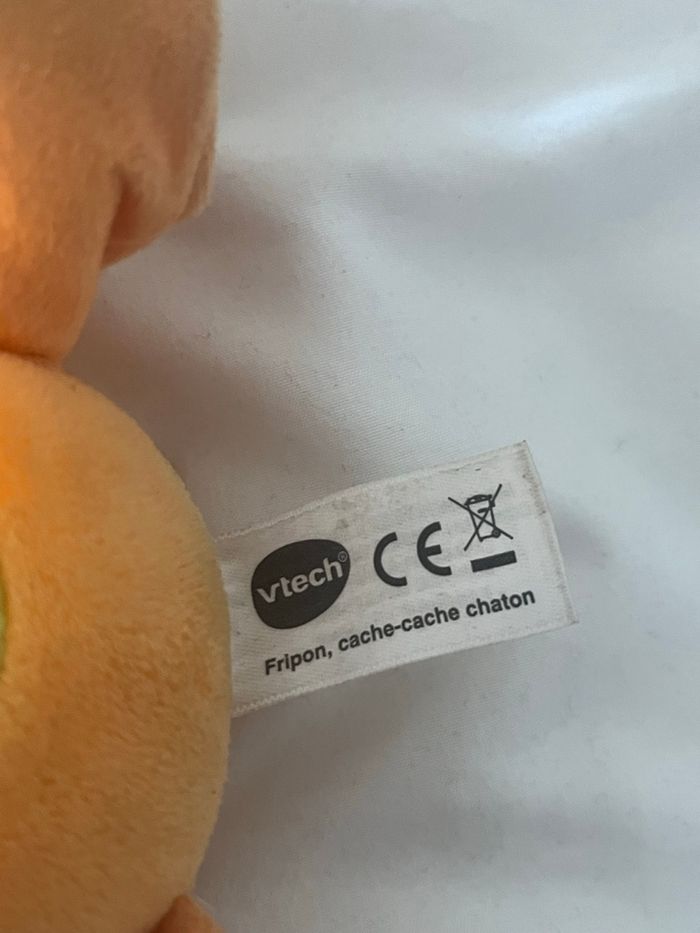 vtech®
CE
Fripon, cache-cache chaton